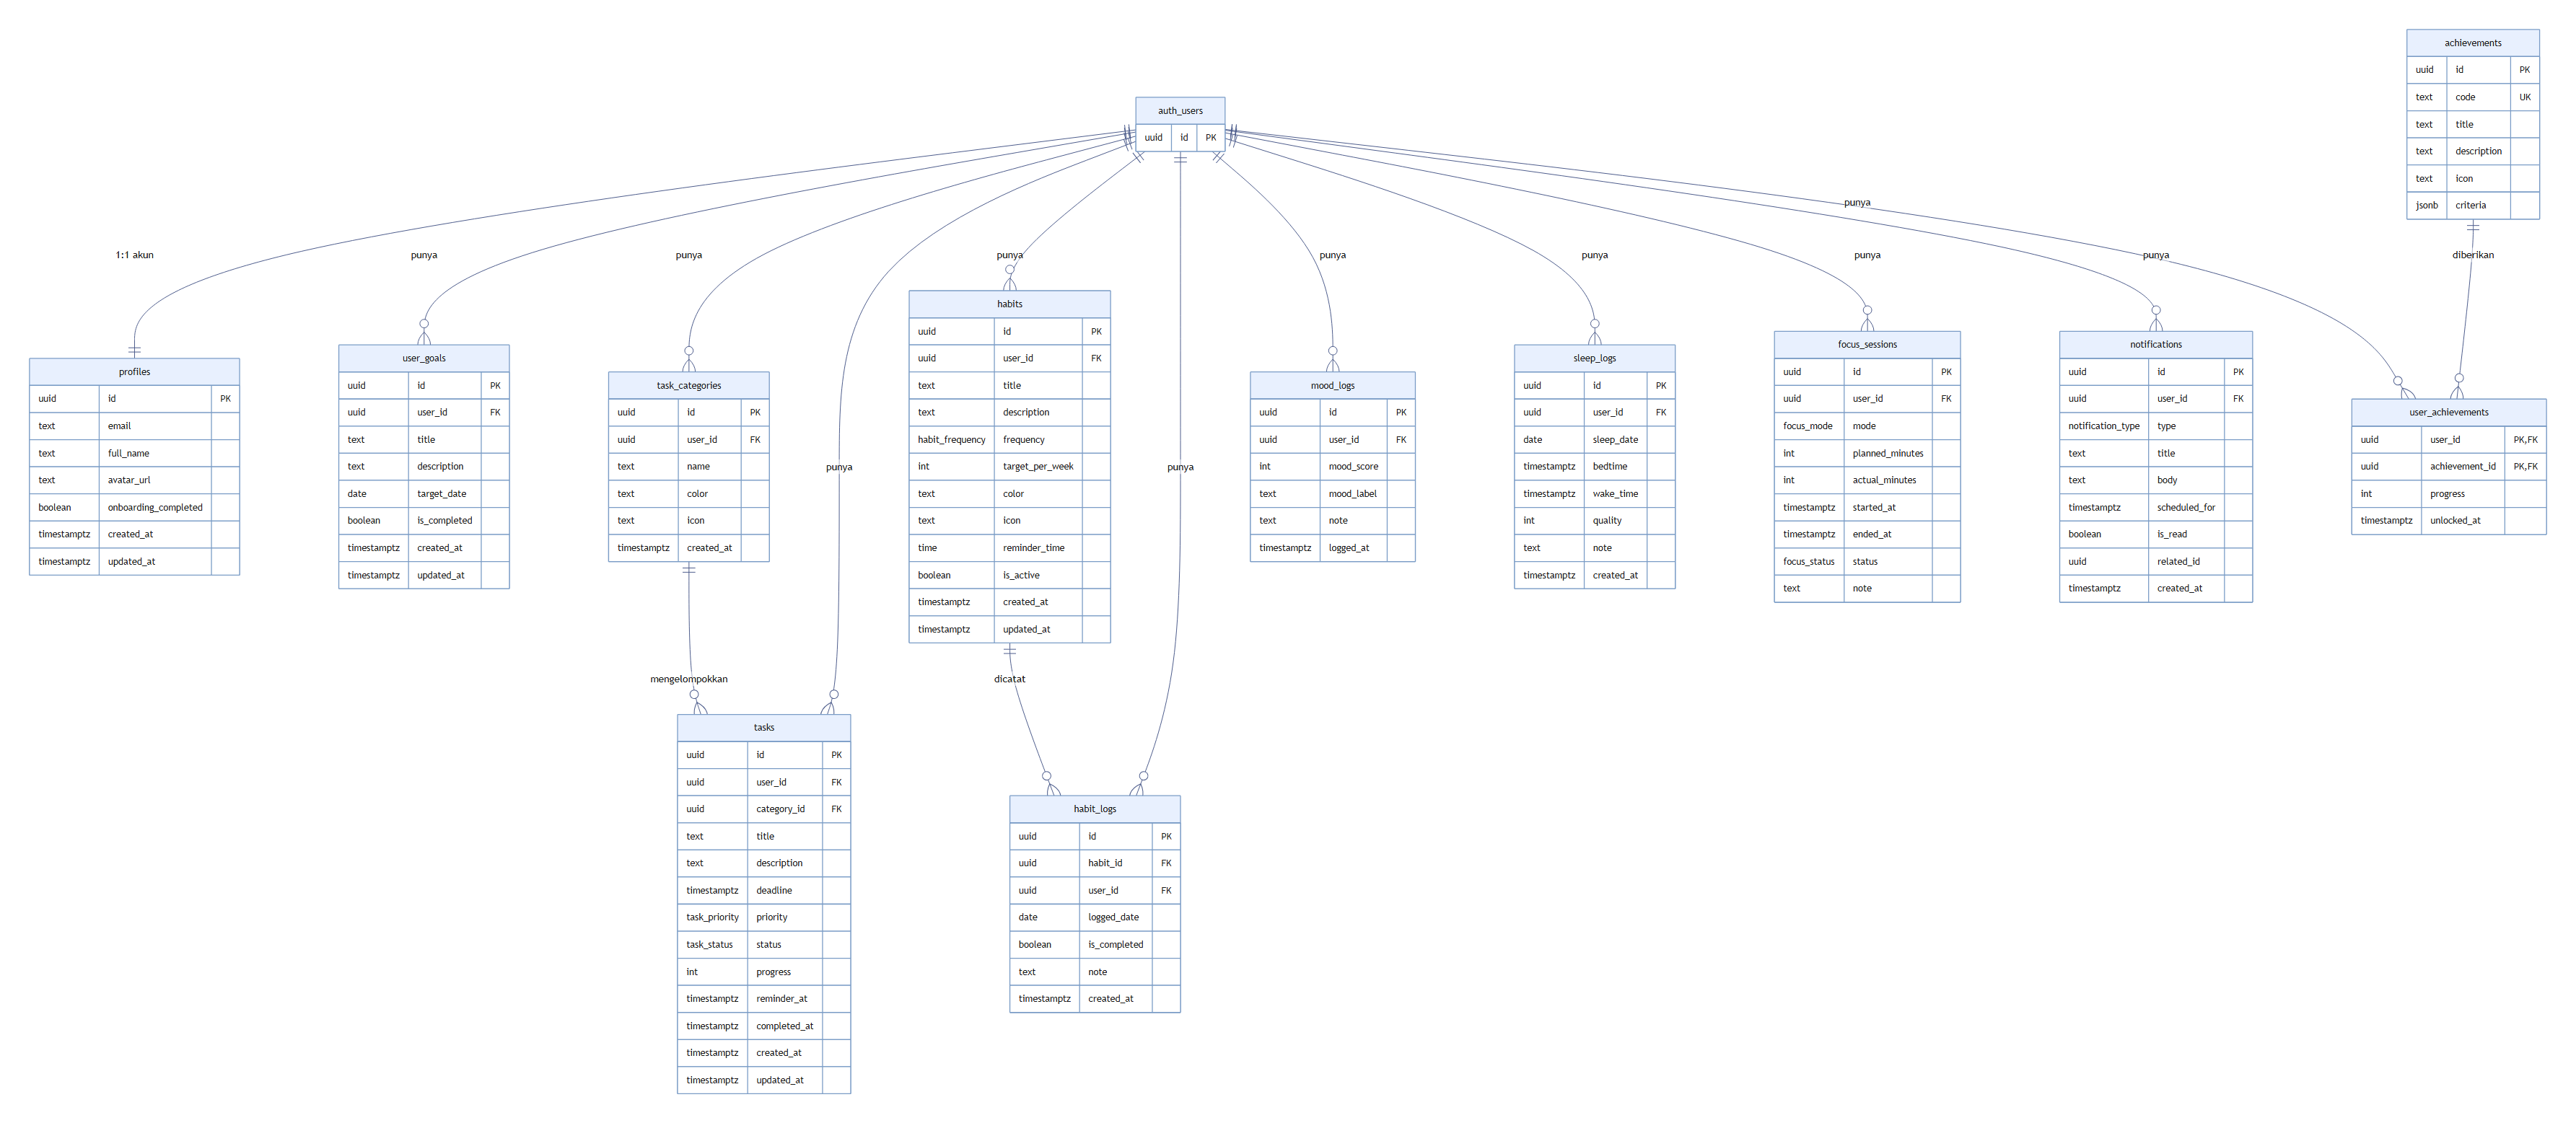 achievements
uuid id PK
text code UK
text title
text description
text icon
jsonb criteria
auth_users
uuid id PK
punya
1:1 akun
punya
punya
punya
punya
punya
punya
punya
diberikan
habits
uuid id PK
uuid user_id FK
text title
text description
habit_frequency frequency
int target_per_week
text color
text icon
time reminder_time
boolean is_active
timestamptz created_at
timestamptz updated_at
profiles
uuid id PK
text email
text full_name
text avatar_url
boolean onboarding_completed
timestamptz created_at
timestamptz updated_at
user_goals
uuid id PK
uuid user_id FK
text title
text description
date target_date
boolean is_completed
timestamptz created_at
timestamptz updated_at
task_categories
uuid id PK
uuid user_id FK
text name
text color
text icon
timestamptz created_at
mood_logs
uuid id PK
uuid user_id FK
int mood_score
text mood_label
text note
timestamptz logged_at
sleep_logs
uuid id PK
uuid user_id FK
date sleep_date
timestamptz bedtime
timestamptz wake_time
int quality
text note
timestamptz created_at
focus_sessions
uuid id PK
uuid user_id FK
focus_mode mode
int planned_minutes
int actual_minutes
timestamptz started_at
timestamptz ended_at
focus_status status
text note
notifications
uuid id PK
uuid user_id FK
notification_type type
text title
text body
timestamptz scheduled_for
boolean is_read
uuid related_id
timestamptz created_at
user_achievements
uuid user_id PK,FK
uuid achievement_id PK,FK
int progress
timestamptz unlocked_at
punya
punya
mengelompokkan
dicatat
tasks
uuid id PK
uuid user_id FK
uuid category_id FK
text title
text description
timestamptz deadline
task_priority priority
task_status status
int progress
timestamptz reminder_at
timestamptz completed_at
timestamptz created_at
timestamptz updated_at
habit_logs
uuid id PK
uuid habit_id FK
uuid user_id FK
date logged_date
boolean is_completed
text note
timestamptz created_at